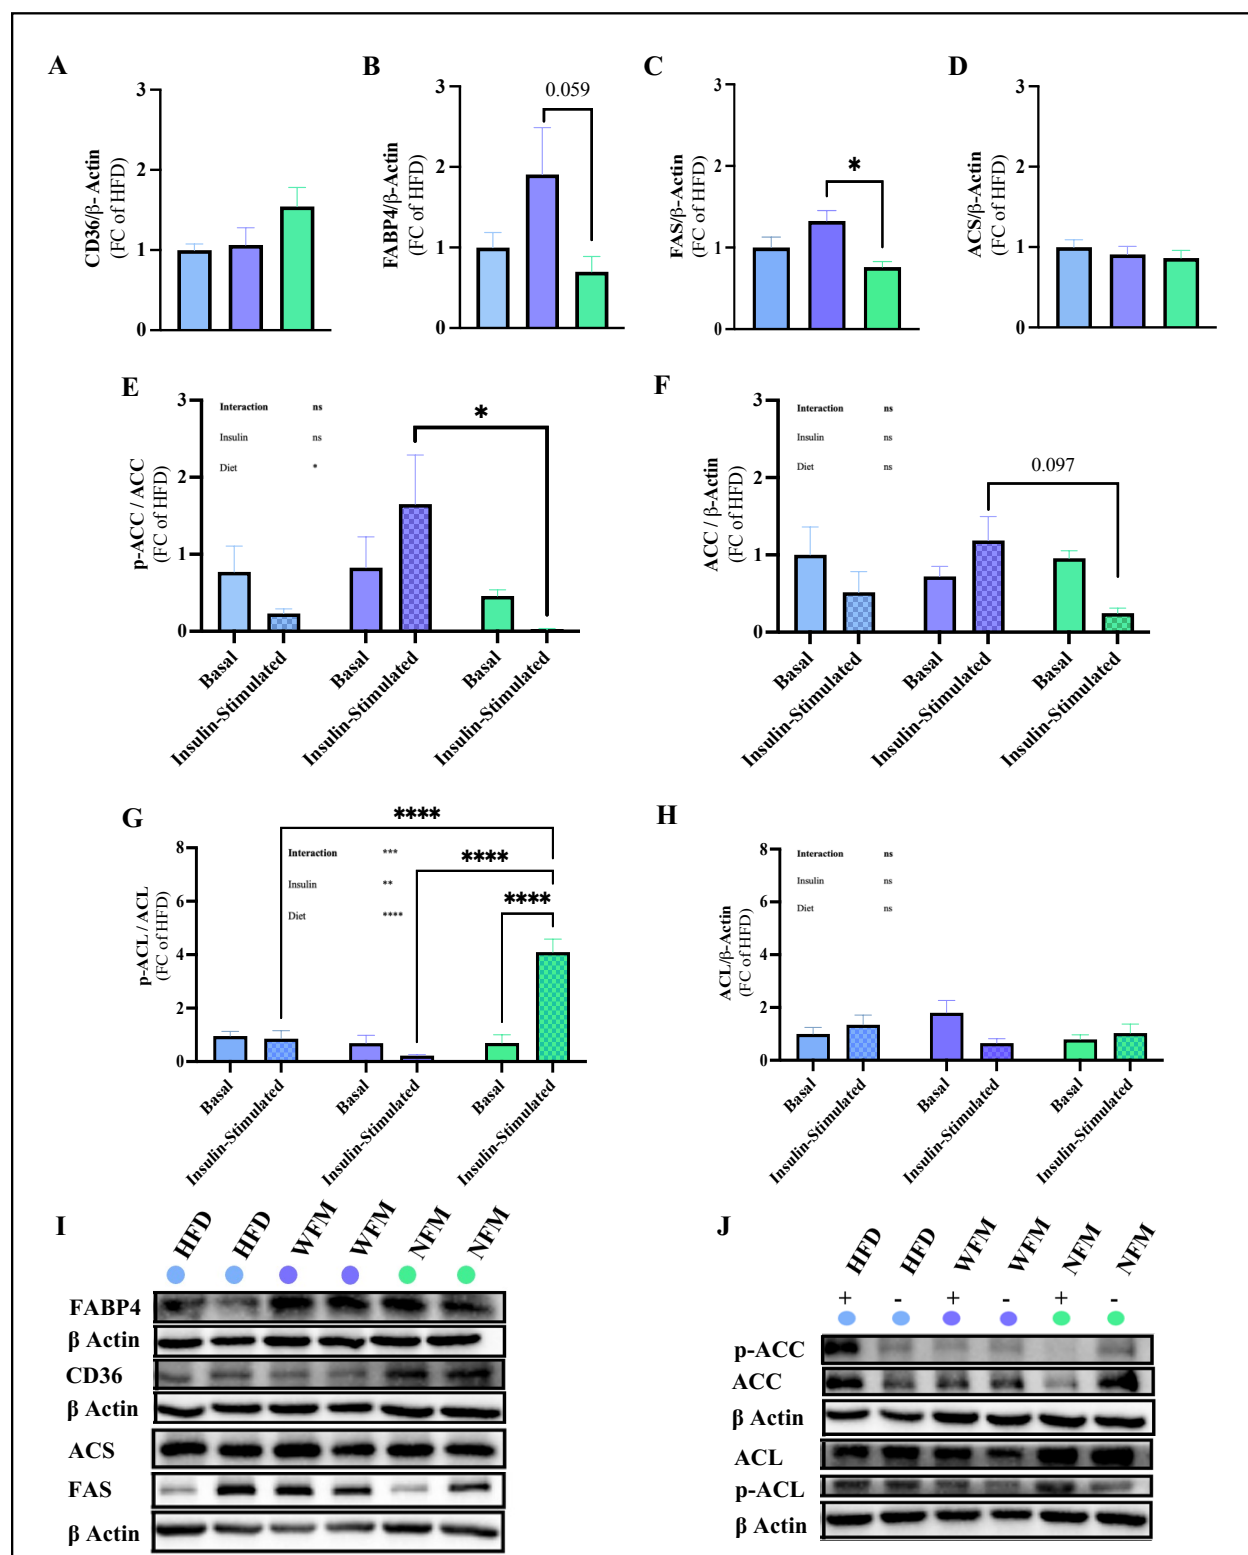 A
B
C
D
CD36/β- Actin
(FC of HFD)
3
2
1
0
FABP4/β-Actin
(FC of HFD)
3
2
1
0
0.059
FAS/β-Actin
(FC of HFD)
3
2
1
0
*
ACS/β-Actin
(FC of HFD)
3
2
1
0
E
p-ACC / ACC
(FC of HFD)
3
2
1
0
Interaction ns
Insulin ns
Diet *
*
Basal
Insulin-Stimulated
Basal
Insulin-Stimulated
Basal
Insulin-Stimulated
F
ACC / β-Actin
(FC of HFD)
3
2
1
0
Interaction ns
Insulin ns
Diet ns
0.097
Basal
Insulin-Stimulated
Basal
Insulin-Stimulated
Basal
Insulin-Stimulated
G
p-ACL / ACL
(FC of HFD)
8
6
4
2
0
Interaction ***
Insulin **
Diet ****
****
****
****
Basal
Insulin-Stimulated
Basal
Insulin-Stimulated
Basal
Insulin-Stimulated
H
ACL/β-Actin
(FC of HFD)
8
6
4
2
0
Interaction ns
Insulin ns
Diet ns
Basal
Insulin-Stimulated
Basal
Insulin-Stimulated
Basal
Insulin-Stimulated
I
HFD HFD WFM WFM NFM NFM
FABP4
β Actin
CD36
β Actin
ACS
FAS
β Actin
J
HFD HFD WFM WFM NFM NFM
+ - + - + -
p-ACC
ACC
β Actin
ACL
p-ACL
β Actin